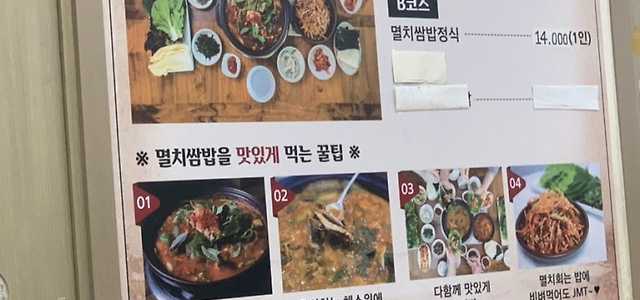 B코스
멸치쌈밥정식 14.000(1인)
※ 멸치쌈밥을 맛있게 먹는 꿀팁 ※
01
02
03
04
다함께 맛있게
멸치회는 밥에
비벼먹어도 JMT~♥